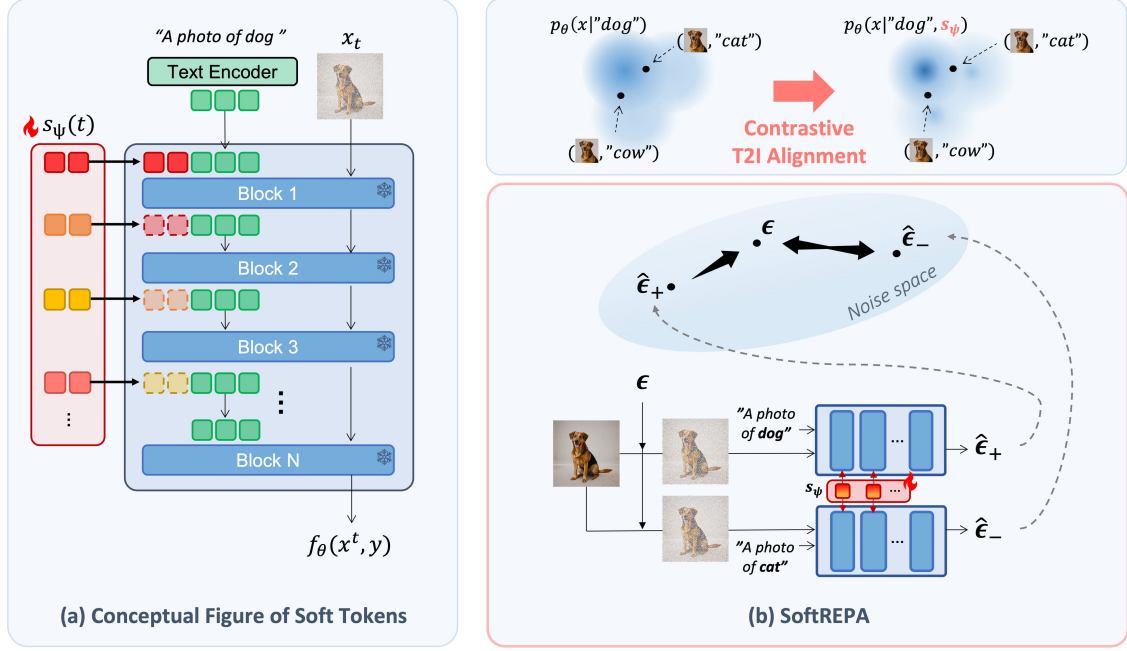 "A photo of dog "
x_t
Text Encoder
s_ψ(t)
Block 1
Block 2
Block 3
⋮
⋮
Block N
f_θ(x^t, y)
(a) Conceptual Figure of Soft Tokens
p_θ(x|"dog")
( ,"cat")
( ,"cow")
Contrastive
T2I Alignment
p_θ(x|"dog", s_ψ)
( ,"cat")
( ,"cow")
ϵ
ϵ̂_+
ϵ̂_−
Noise space
ϵ
"A photo
of dog"
...
ϵ̂_+
s_ψ
...
"A photo
of cat"
...
ϵ̂_−
(b) SoftREPA